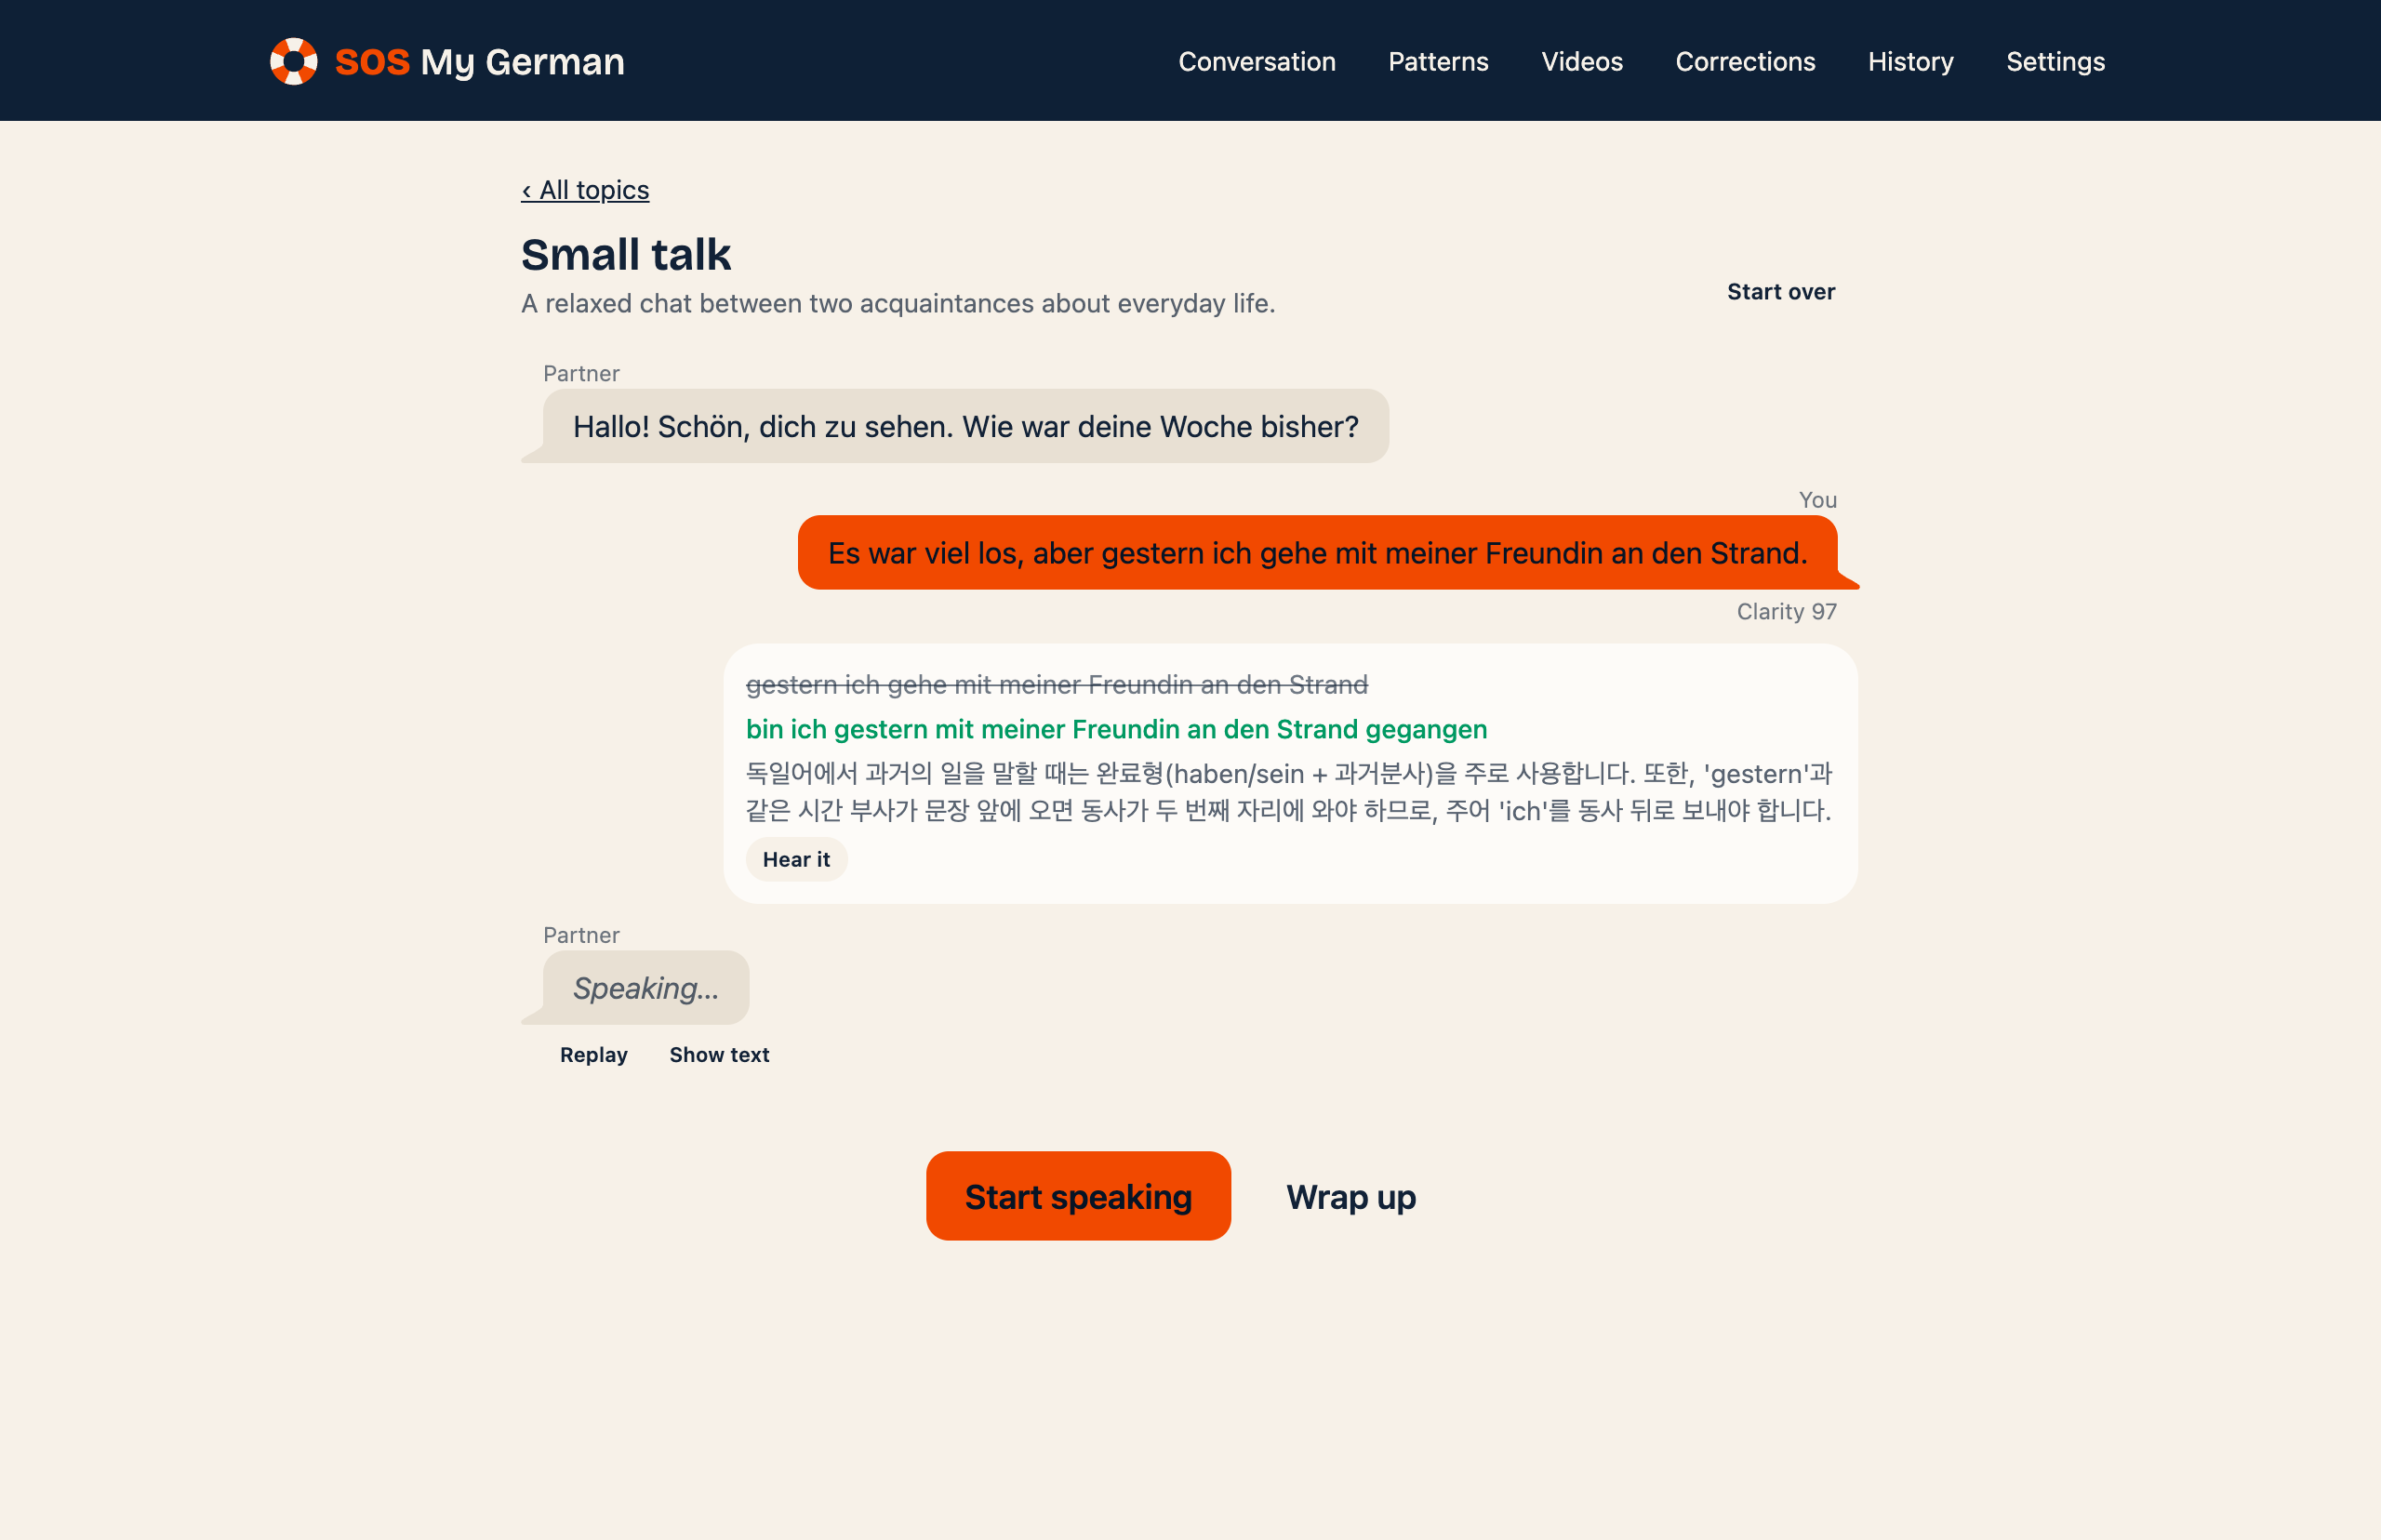 SOS My German
Conversation
Patterns
Videos
Corrections
History
Settings
‹ All topics
Small talk
A relaxed chat between two acquaintances about everyday life.
Start over
Partner
Hallo! Schön, dich zu sehen. Wie war deine Woche bisher?
You
Es war viel los, aber gestern ich gehe mit meiner Freundin an den Strand.
Clarity 97
gestern ich gehe mit meiner Freundin an den Strand
bin ich gestern mit meiner Freundin an den Strand gegangen
독일어에서 과거의 일을 말할 때는 완료형(haben/sein + 과거분사)을 주로 사용합니다. 또한, 'gestern'과
같은 시간 부사가 문장 앞에 오면 동사가 두 번째 자리에 와야 하므로, 주어 'ich'를 동사 뒤로 보내야 합니다.
Hear it
Partner
Speaking...
Replay
Show text
Start speaking
Wrap up